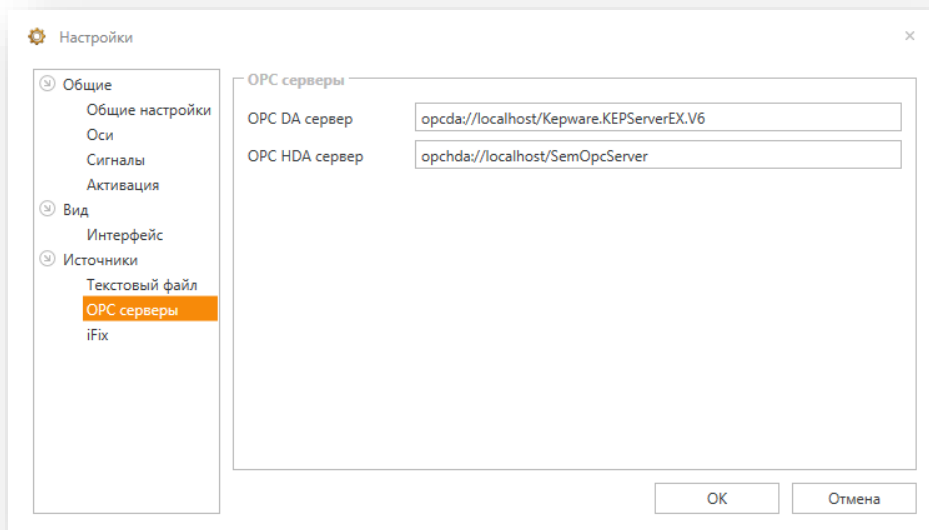 Настройки
Общие
Общие настройки
Оси
Сигналы
Активация
Вид
Интерфейс
Источники
Текстовый файл
OPC серверы
iFix
OPC серверы
OPC DA сервер
opcda://localhost/Kepware.KEPServerEX.V6
OPC HDA сервер
opchda://localhost/SemOpcServer
OK
Отмена